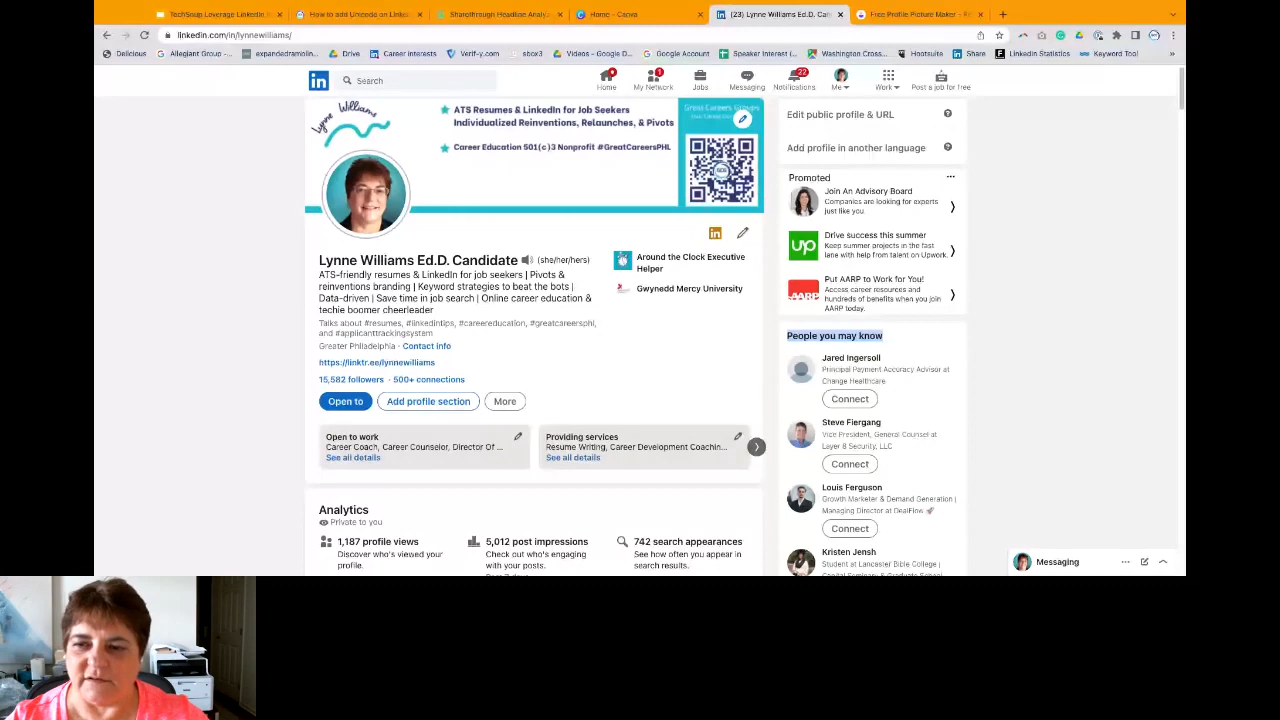 TechSoup Leverage LinkedIn
How to add Unicode on Linke
Sharethrough Headline Analyz
Home - Canva
(23) Lynne Williams Ed.D. Can
Free Profile Picture Maker - R
linkedin.com/in/lynnewilliams/
Delicious
Allegiant Group -...
expandedramslind...
Drive
Career interests
Verif-y.com
sbox3
Videos - Google D...
Google Account
Speaker Interest (...
Washington Cross...
Hootsuite
Share
LinkedIn Statistics
Keyword Tool
Search
Home
My Network
1
Jobs
Messaging
22
Notifications
Me
Work
Post a job for free
Lynne Williams
ATS Resumes & LinkedIn for Job Seekers
Individualized Reinventions, Relaunches, & Pivots
Career Education 501(c)3 Nonprofit #GreatCareersPHL
Great Careers Groups
Lynne Williams Ed.D. Candidate (she/her/hers)
ATS-friendly resumes & LinkedIn for job seekers | Pivots &
reinventions branding | Keyword strategies to beat the bots |
Data-driven | Save time in job search | Online career education &
techie boomer cheerleader
Talks about #resumes, #linkedintips, #careereducation, #greatcareersphl,
and #applicanttrackingsystem
Greater Philadelphia · Contact info
https://linktr.ee/lynnewilliams
15,582 followers · 500+ connections
Open to
Add profile section
More
Around the Clock Executive
Helper
Gwynedd Mercy University
Open to work
Career Coach, Career Counselor, Director Of ...
See all details
Providing services
Resume Writing, Career Development Coachin...
See all details
Analytics
Private to you
1,187 profile views
Discover who's viewed your
profile.
5,012 post impressions
Check out who's engaging
with your posts.
742 search appearances
See how often you appear in
search results.
Edit public profile & URL
Add profile in another language
Promoted
Join An Advisory Board
Companies are looking for experts
just like you.
up
Drive success this summer
Keep summer projects in the fast
lane with help from talent on Upwork.
AARP
Put AARP to Work for You!
Access career resources and
hundreds of benefits when you join
AARP today.
People you may know
Jared Ingersoll
Principal Payment Accuracy Advisor at
Change Healthcare
Connect
Steve Fiergang
Vice President, General Counsel at
Layer 8 Security, LLC
Connect
Louis Ferguson
Growth Marketer & Demand Generation |
Managing Director at DealFlow 🚀
Connect
Kristen Jensh
Student at Lancaster Bible College |
Messaging